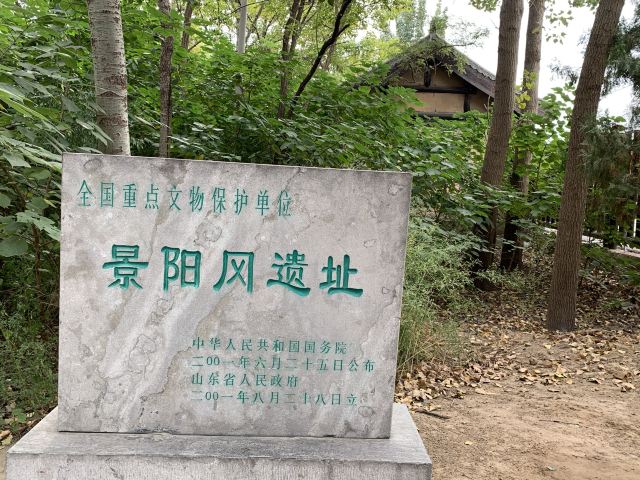 全国重点文物保护单位
景阳冈遗址
中华人民共和国国务院
二〇〇一年六月二十五日公布
山东省人民政府
二〇〇一年八月二十八日立